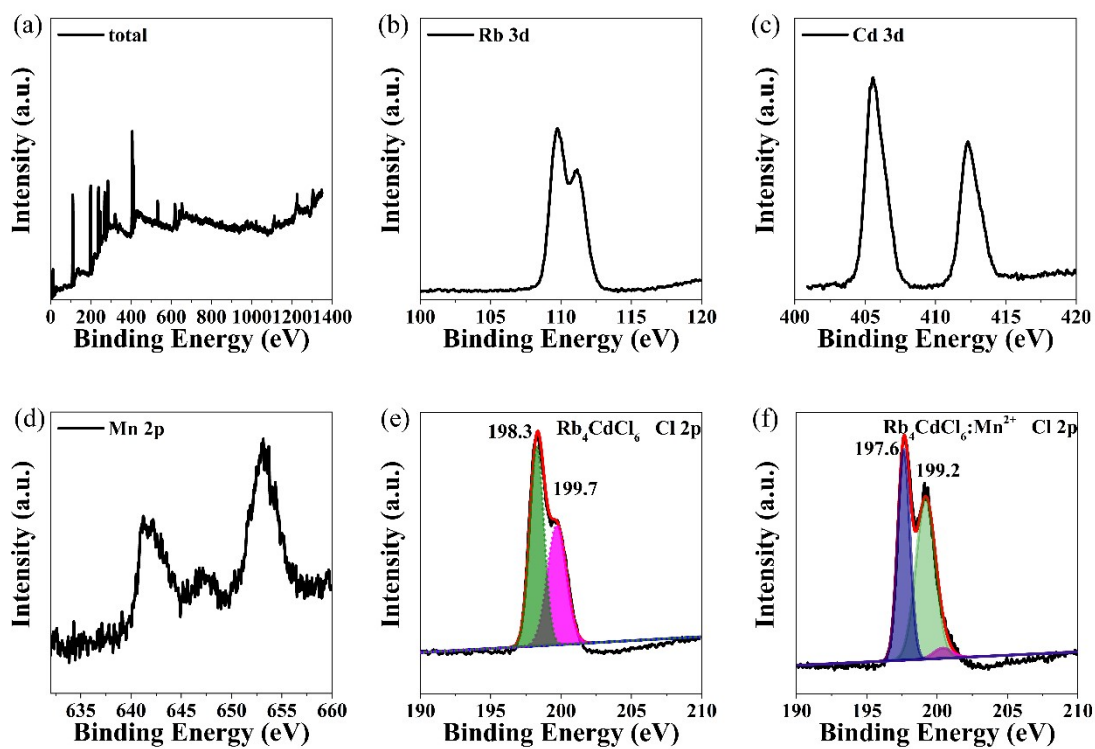 (a)
total
Intensity (a.u.)
0 200 400 600 800 1000 1200 1400
Binding Energy (eV)
(b)
Rb 3d
Intensity (a.u.)
100 105 110 115 120
Binding Energy (eV)
(c)
Cd 3d
Intensity (a.u.)
400 405 410 415 420
Binding Energy (eV)
(d)
Mn 2p
Intensity (a.u.)
635 640 645 650 655 660
Binding Energy (eV)
(e)
198.3
Rb₄CdCl₆ Cl 2p
199.7
Intensity (a.u.)
190 195 200 205 210
Binding Energy (eV)
(f)
Rb₄CdCl₆:Mn²⁺ Cl 2p
197.6
199.2
Intensity (a.u.)
190 195 200 205 210
Binding Energy (eV)